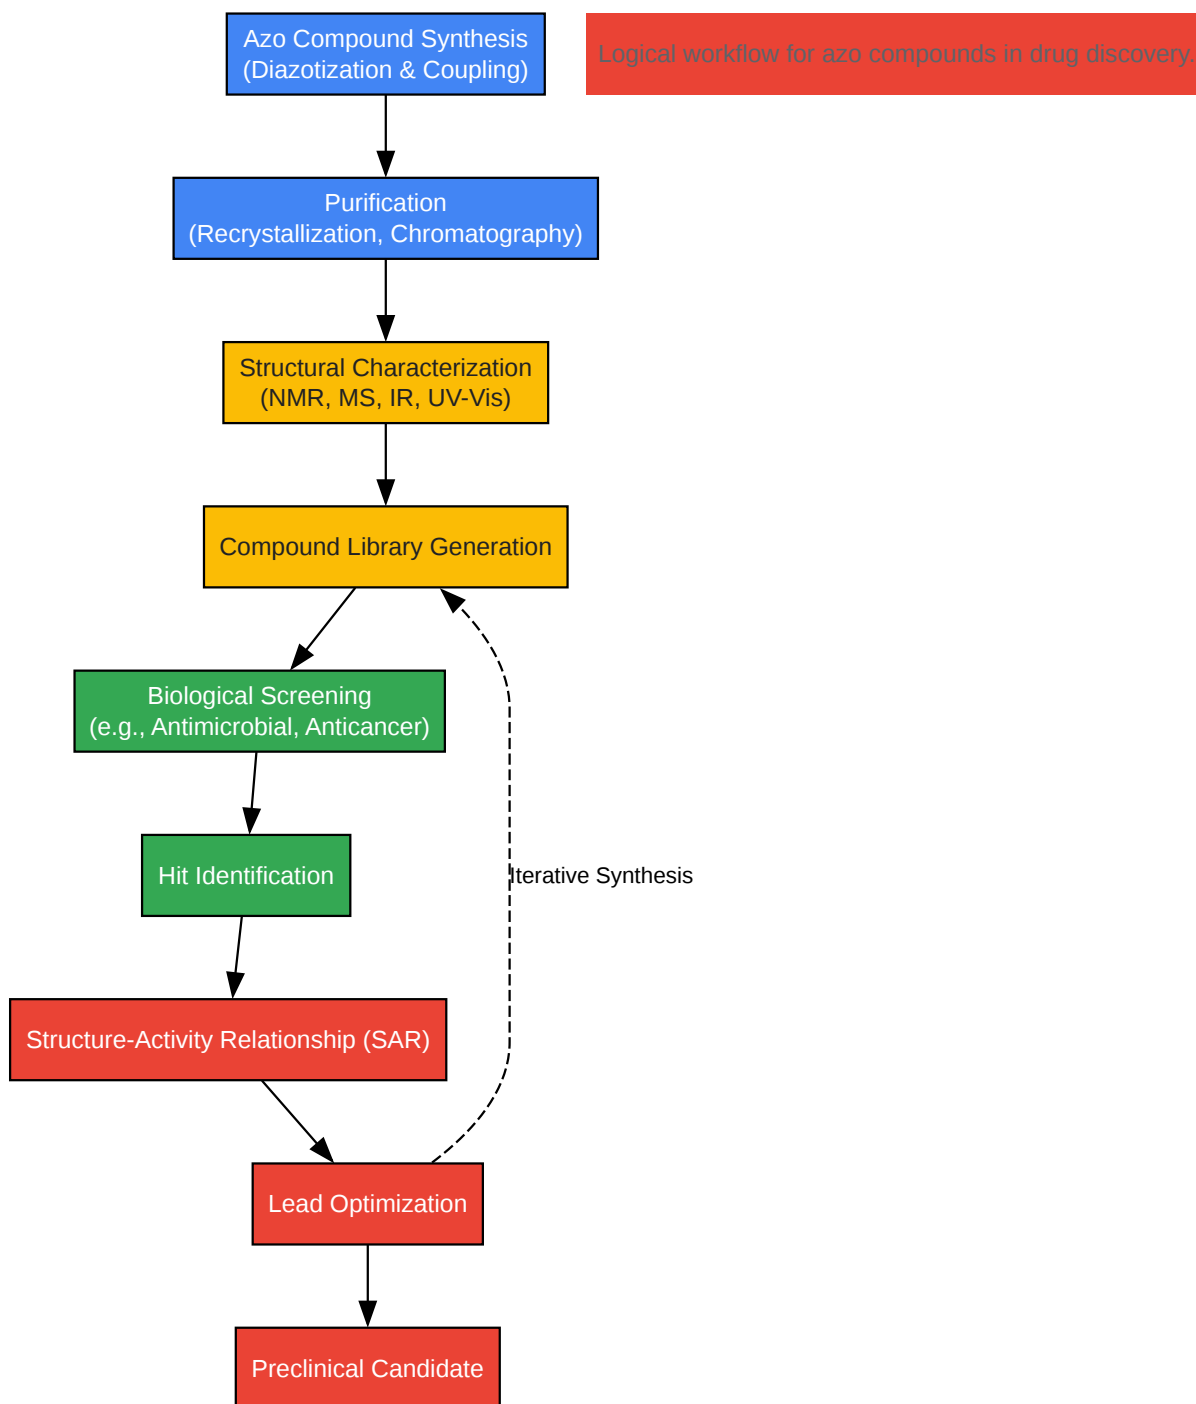 Azo Compound Synthesis
(Diazotization & Coupling)
Logical workflow for azo compounds in drug discovery.
Purification
(Recrystallization, Chromatography)
Structural Characterization
(NMR, MS, IR, UV-Vis)
Compound Library Generation
Biological Screening
(e.g., Antimicrobial, Anticancer)
Hit Identification
Iterative Synthesis
Structure-Activity Relationship (SAR)
Lead Optimization
Preclinical Candidate